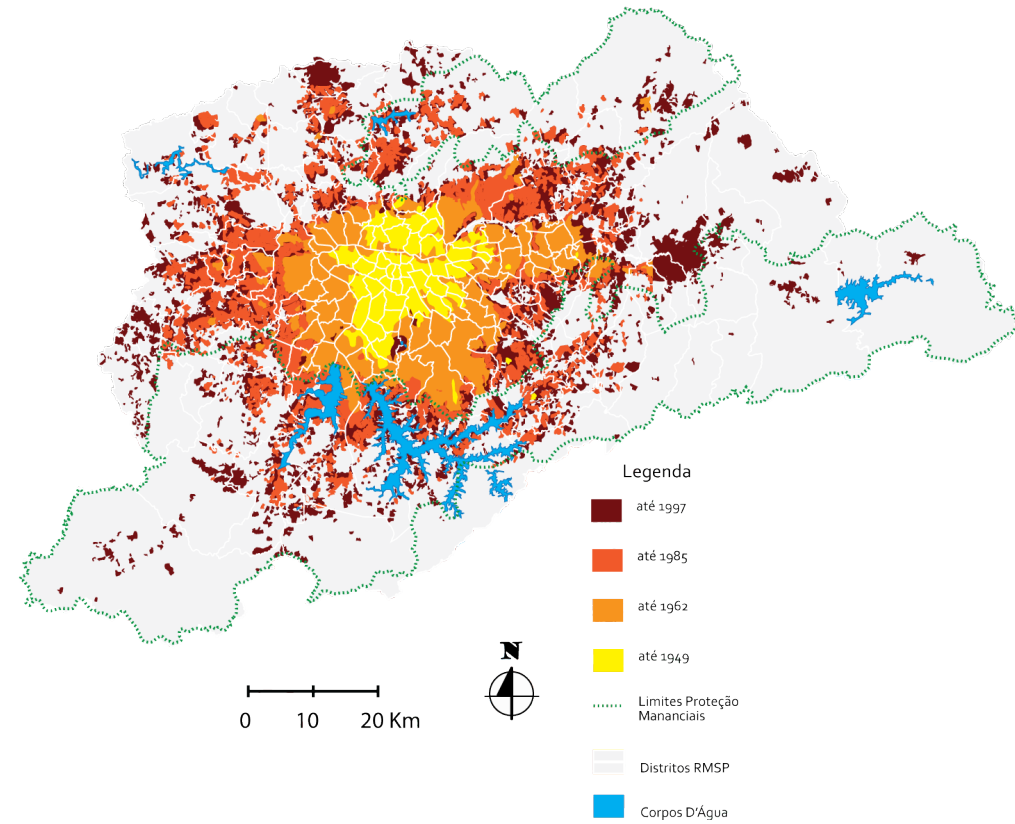 Legenda
até 1997
até 1985
até 1962
até 1949
Limites Proteção
Mananciais
Distritos RMSP
Corpos D'Água
N
0 10 20 Km